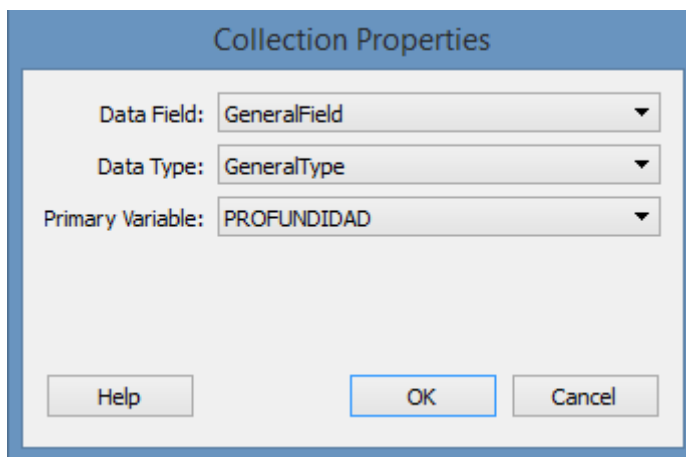 Collection Properties
Data Field: GeneralField
Data Type: GeneralType
Primary Variable: PROFUNDIDAD
Help OK Cancel